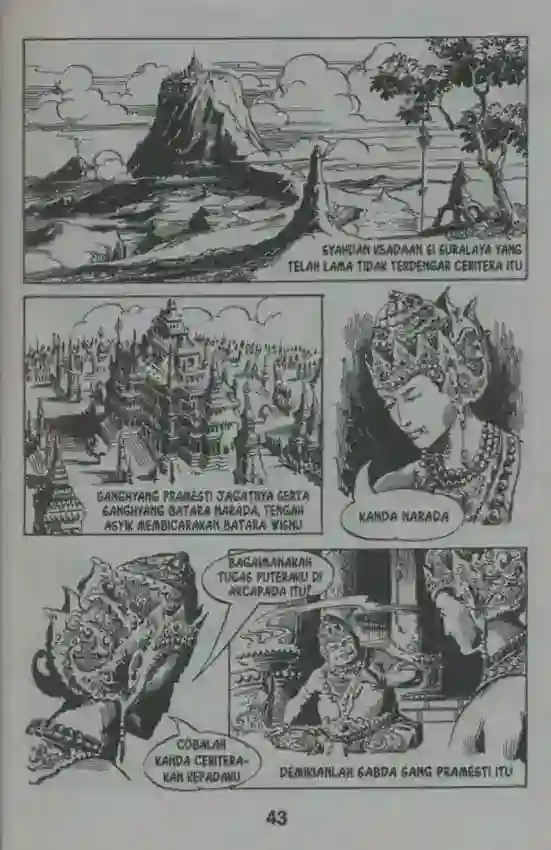 SYAHDAN KEADAAN DI SURALAYA YANG
TELAH LAMA TIDAK TERDENGAR CERITERA ITU
SANGHYANG PRAMESTI JAGATNYA SERTA
SANGHYANG BATARA NARADA, TENGAH
ASYIK MEMBICARAKAN BATARA WISNU
KANDA NARADA
BAGAIMANAKAH
TUGAS PUTERAKU DI
ARCAPADA ITU?
COBALAH
KANDA CERITERA-
KAN KEPADAKU
DEMIKIANLAH SABDA SANG PRAMESTI ITU
43